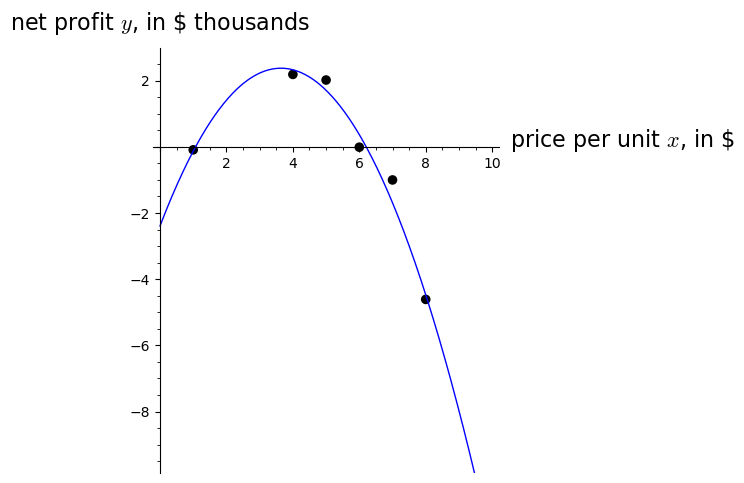 net profit y, in $ thousands
2
price per unit x, in $
2 4 6 8 10
−2
−4
−6
−8